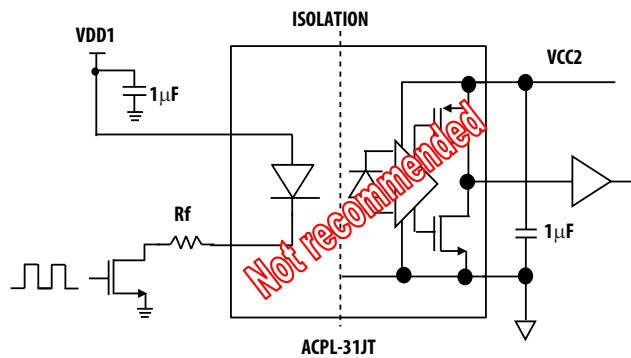 ISOLATION
VDD1
VCC2
1μF
Not recommended
Rf
1μF
ACPL-31JT